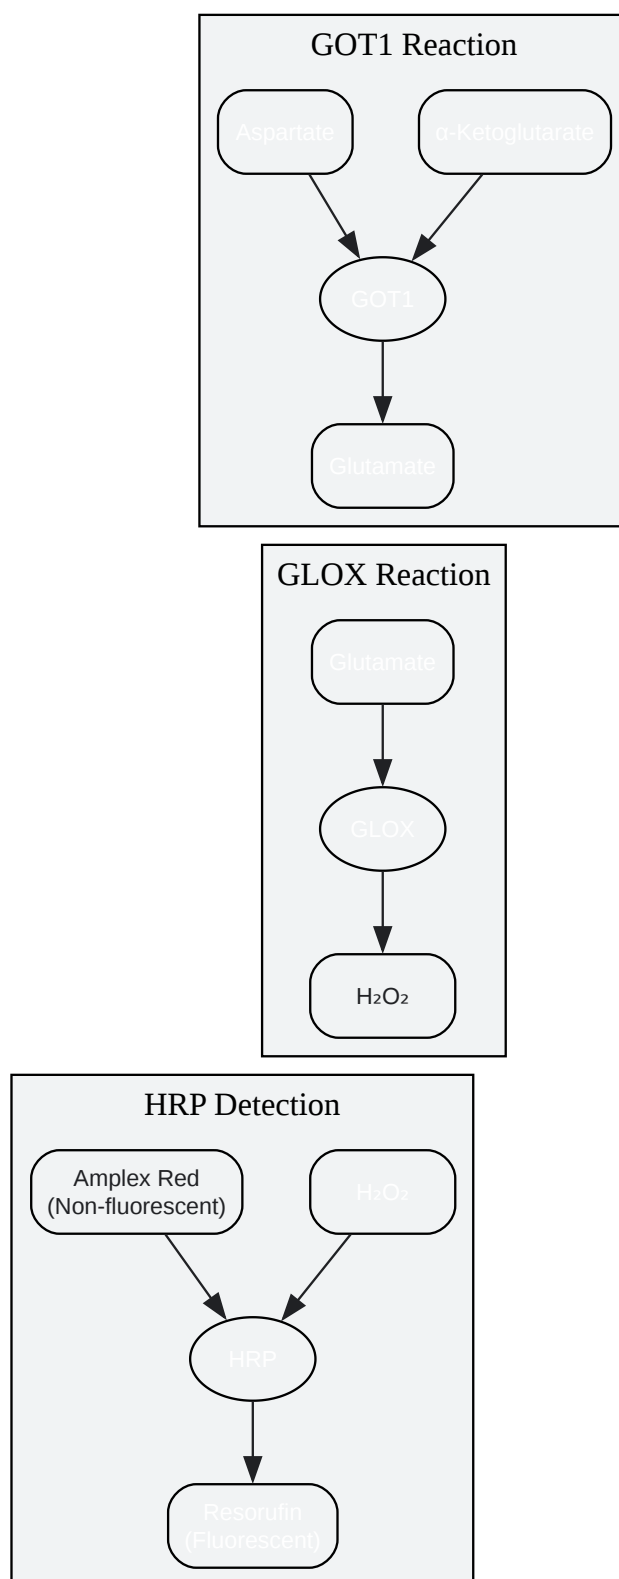 GOT1 Reaction
Aspartate
α-Ketoglutarate
GOT1
Glutamate
GLOX Reaction
Glutamate
GLOX
H₂O₂
HRP Detection
Amplex Red
(Non-fluorescent)
H₂O₂
HRP
Resorufin
(Fluorescent)